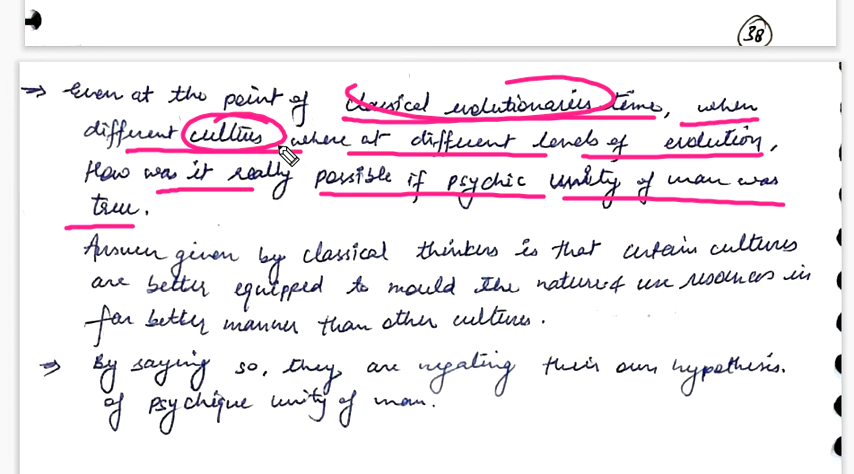 38
→ Even at the point of classical evolutionaries time, when
different cultures where at different levels of evolution,
How was it really possible if psychic unity of man was
true.
Answer given by classical thinkers is that certain cultures
are better equipped to mould the nature & use resources in
far better manner than other cultures.
→ By saying so, they are negating their own hypothesis.
of psychique unity of man.